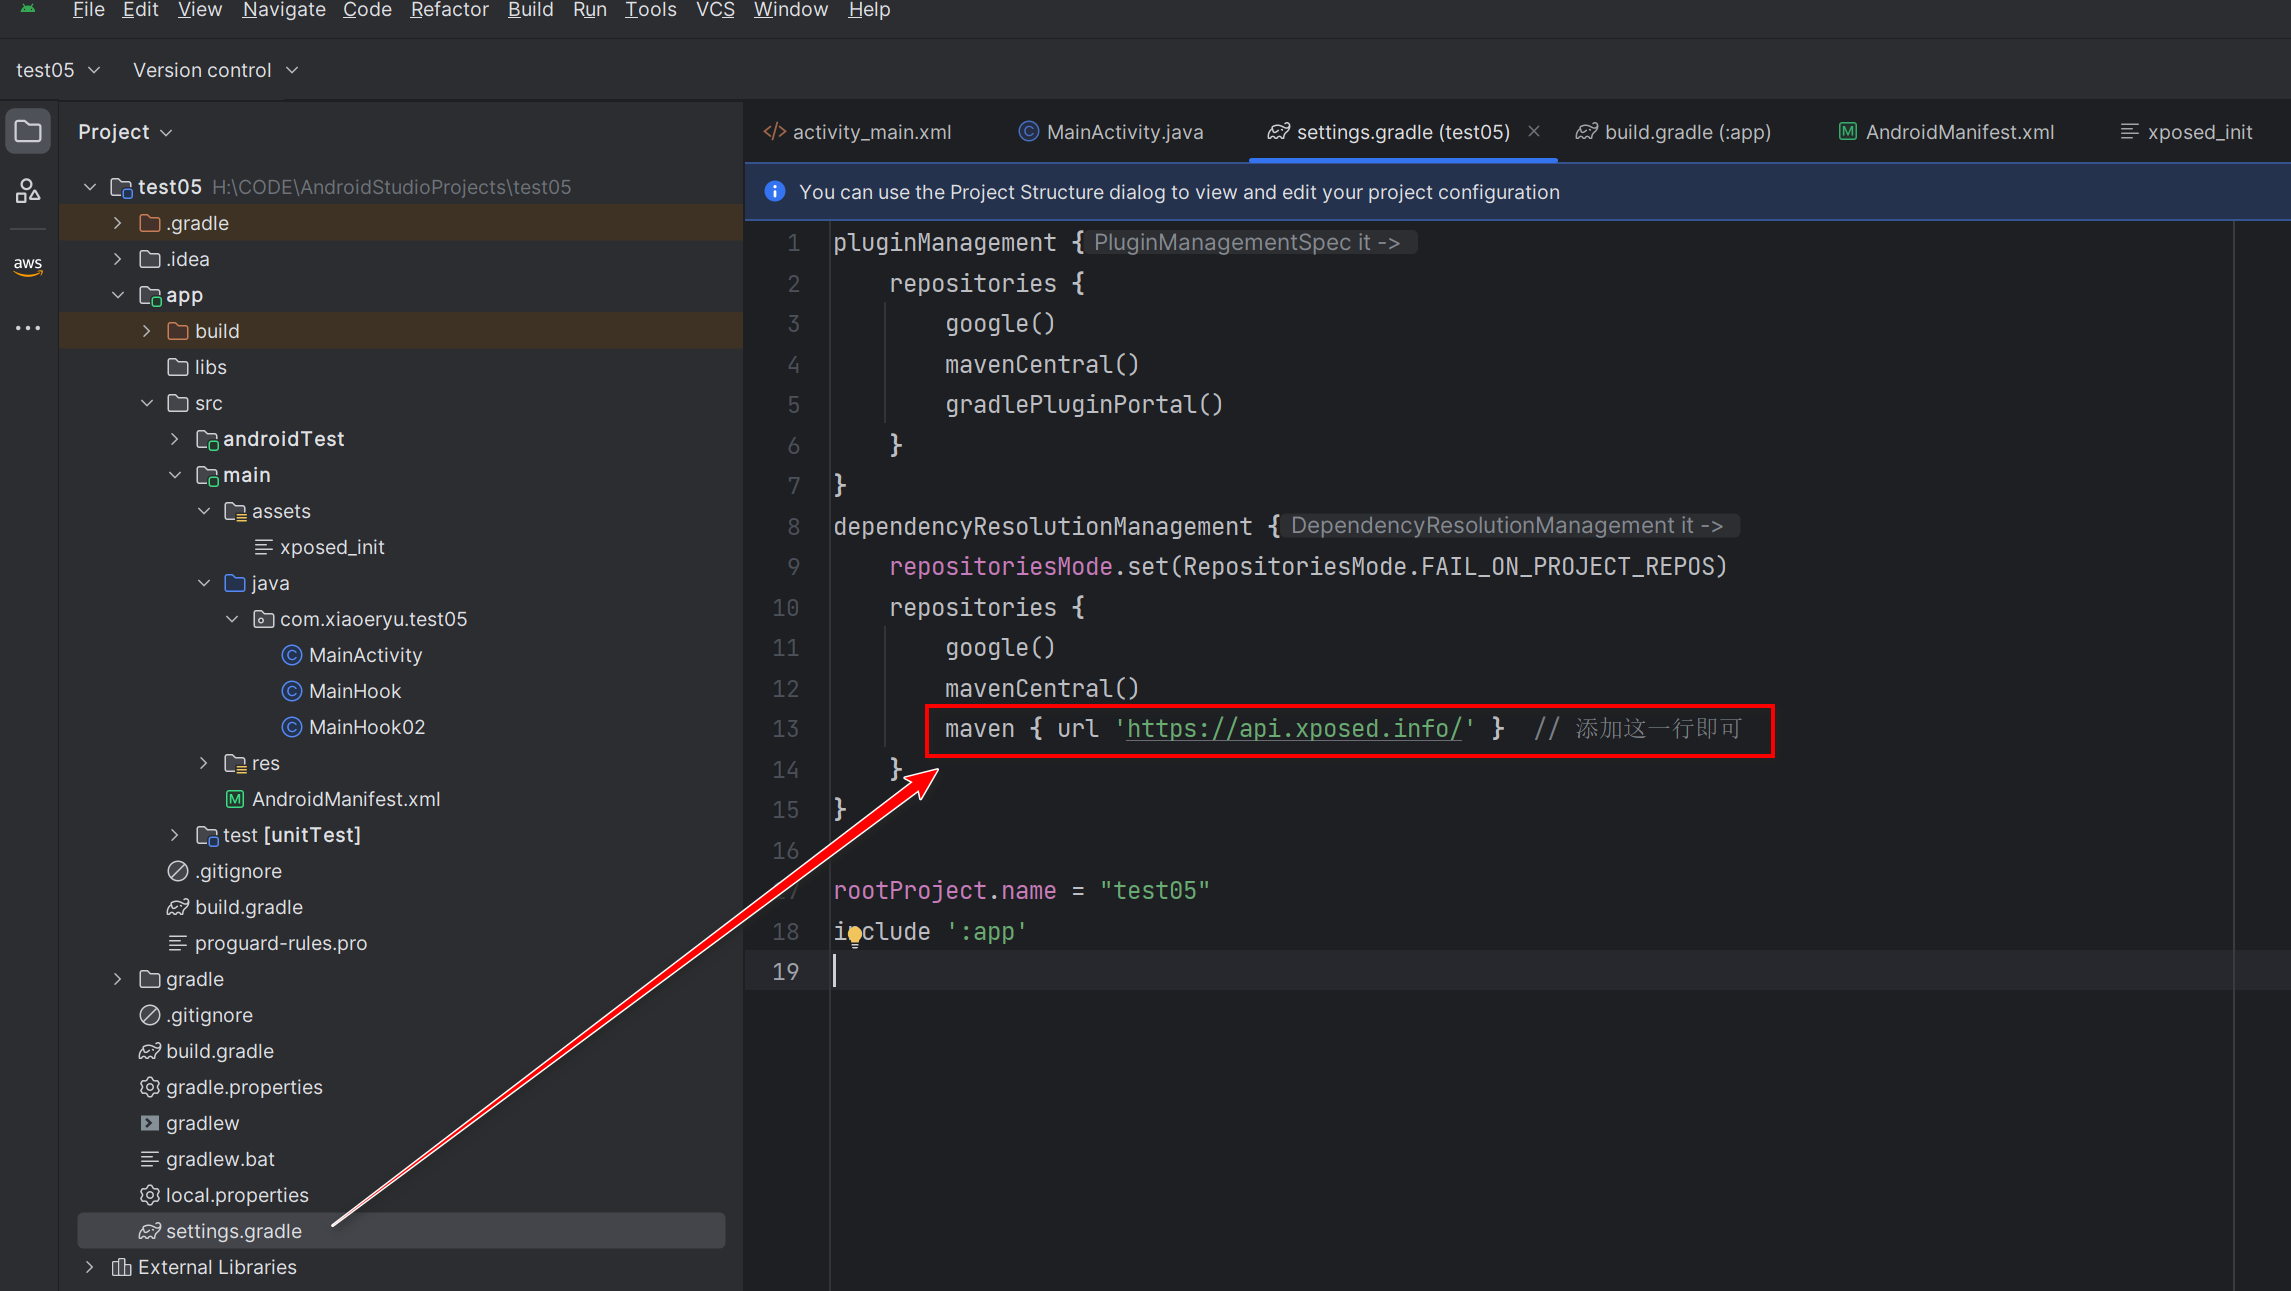 File Edit View Navigate Code Refactor Build Run Tools VCS Window Help
test05 Version control
Project
activity_main.xml MainActivity.java settings.gradle (test05) build.gradle (:app) AndroidManifest.xml xposed_init
You can use the Project Structure dialog to view and edit your project configuration
aws
test05 H:\CODE\AndroidStudioProjects\test05
.gradle
.idea
app
build
libs
src
androidTest
main
assets
xposed_init
java
com.xiaoeryu.test05
MainActivity
MainHook
MainHook02
res
AndroidManifest.xml
test [unitTest]
.gitignore
build.gradle
proguard-rules.pro
gradle
.gitignore
build.gradle
gradle.properties
gradlew
gradlew.bat
local.properties
settings.gradle
External Libraries
1 pluginManagement { PluginManagementSpec it ->
2 repositories {
3 google()
4 mavenCentral()
5 gradlePluginPortal()
6 }
7 }
8 dependencyResolutionManagement { DependencyResolutionManagement it ->
9 repositoriesMode.set(RepositoriesMode.FAIL_ON_PROJECT_REPOS)
10 repositories {
11 google()
12 mavenCentral()
13 maven { url 'https://api.xposed.info/' } // 添加这一行即可
14 }
15 }
16
17 rootProject.name = "test05"
18 include ':app'
19